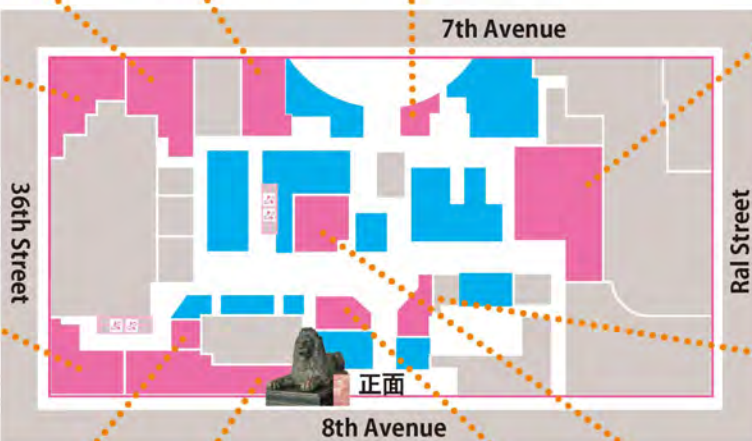 7th Avenue
36th Street
Ral Street
正面
8th Avenue